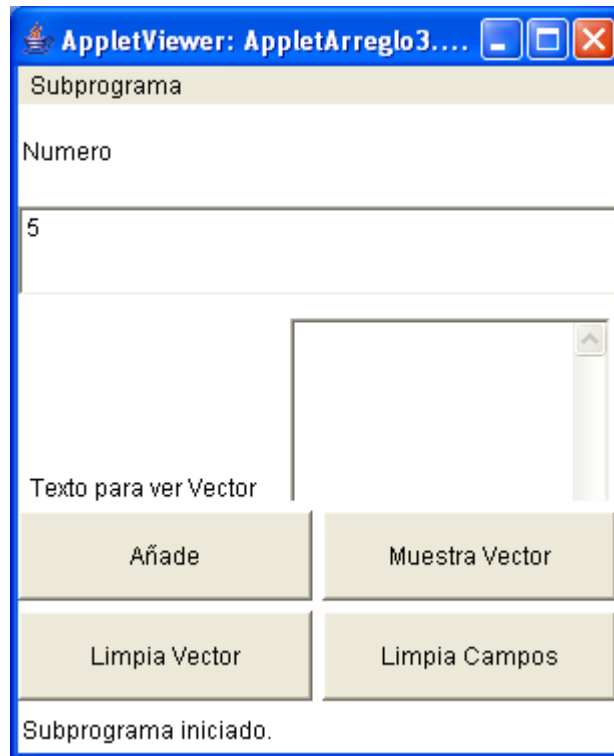 AppletViewer: AppletArreglo3....
Subprograma
Numero
5
Texto para ver Vector
Añade
Muestra Vector
Limpia Vector
Limpia Campos
Subprograma iniciado.